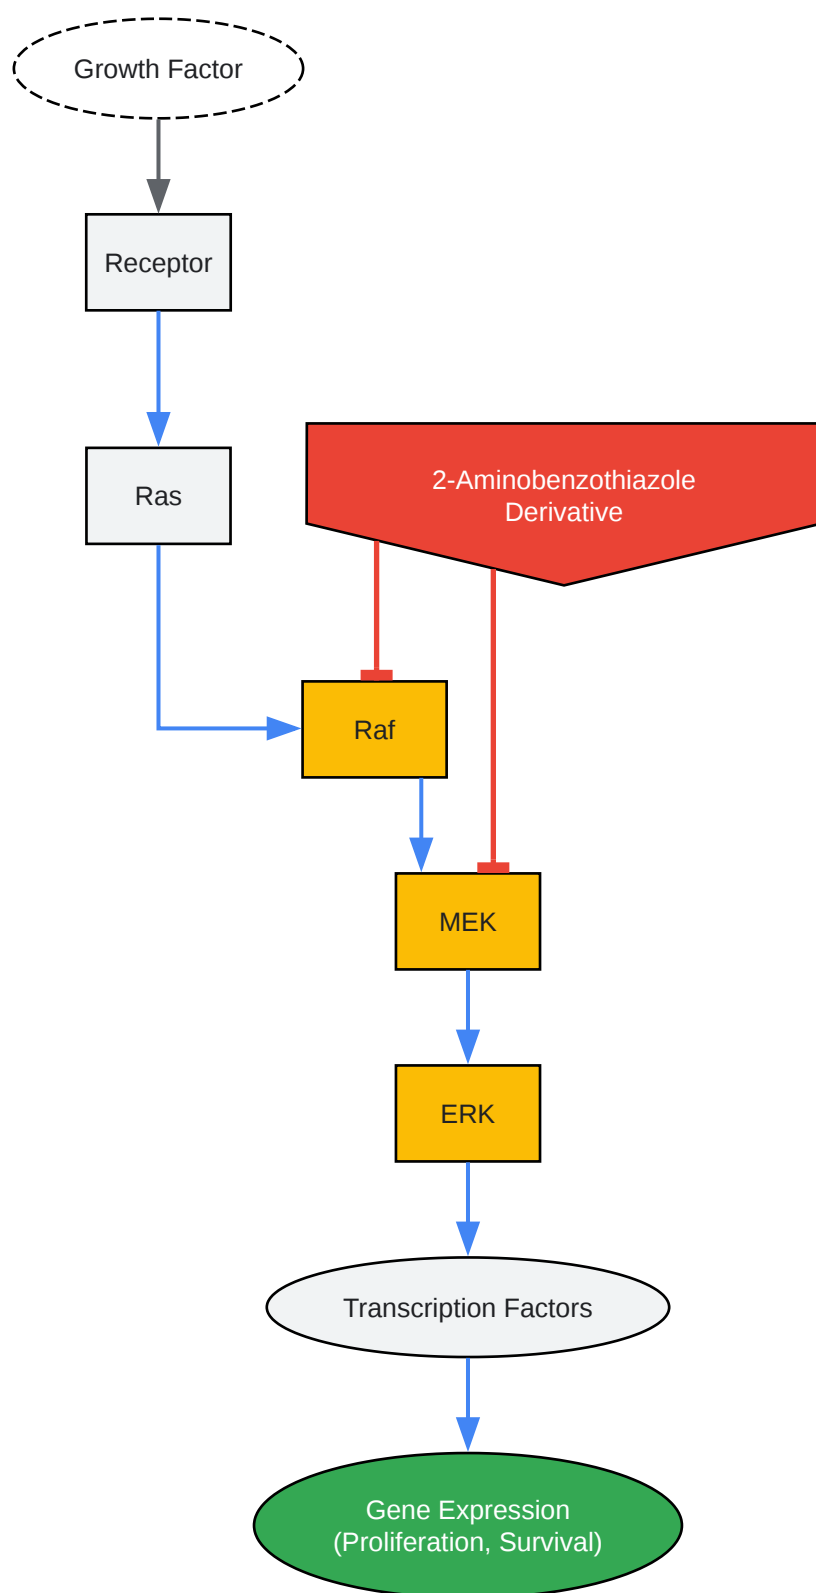 Growth Factor
Receptor
Ras
2-Aminobenzothiazole
Derivative
Raf
MEK
ERK
Transcription Factors
Gene Expression
(Proliferation, Survival)